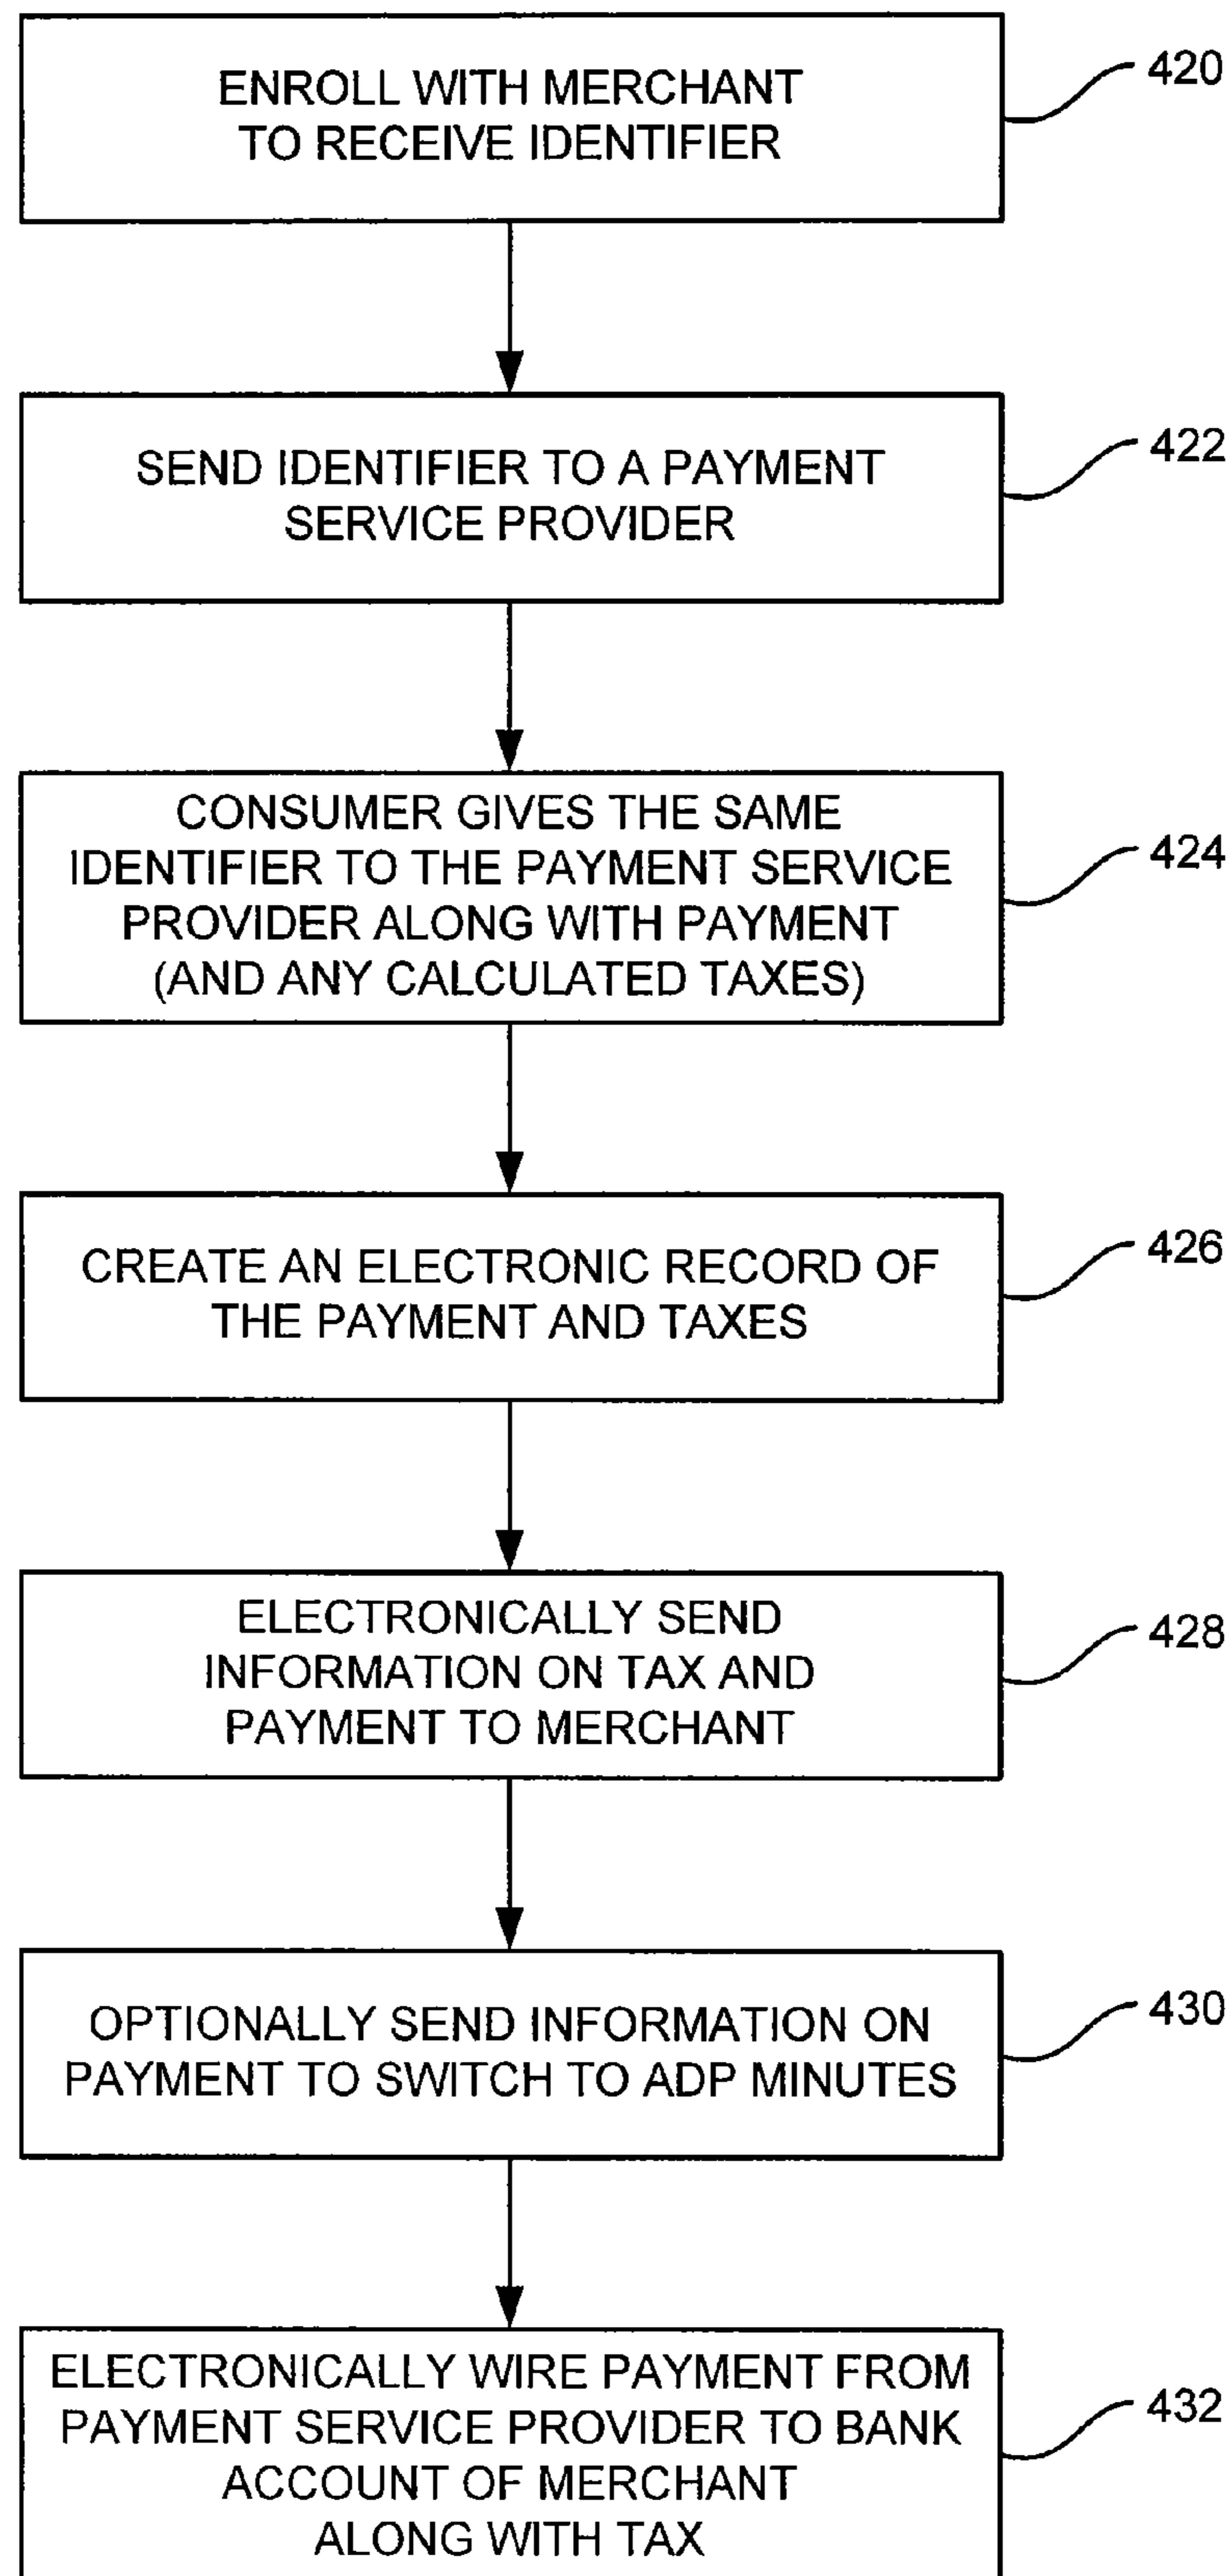 ENROLL WITH MERCHANT
TO RECEIVE IDENTIFIER
420
SEND IDENTIFIER TO A PAYMENT
SERVICE PROVIDER
422
CONSUMER GIVES THE SAME
IDENTIFIER TO THE PAYMENT SERVICE
PROVIDER ALONG WITH PAYMENT
(AND ANY CALCULATED TAXES)
424
CREATE AN ELECTRONIC RECORD OF
THE PAYMENT AND TAXES
426
ELECTRONICALLY SEND
INFORMATION ON TAX AND
PAYMENT TO MERCHANT
428
OPTIONALLY SEND INFORMATION ON
PAYMENT TO SWITCH TO ADP MINUTES
430
ELECTRONICALLY WIRE PAYMENT FROM
PAYMENT SERVICE PROVIDER TO BANK
ACCOUNT OF MERCHANT
ALONG WITH TAX
432